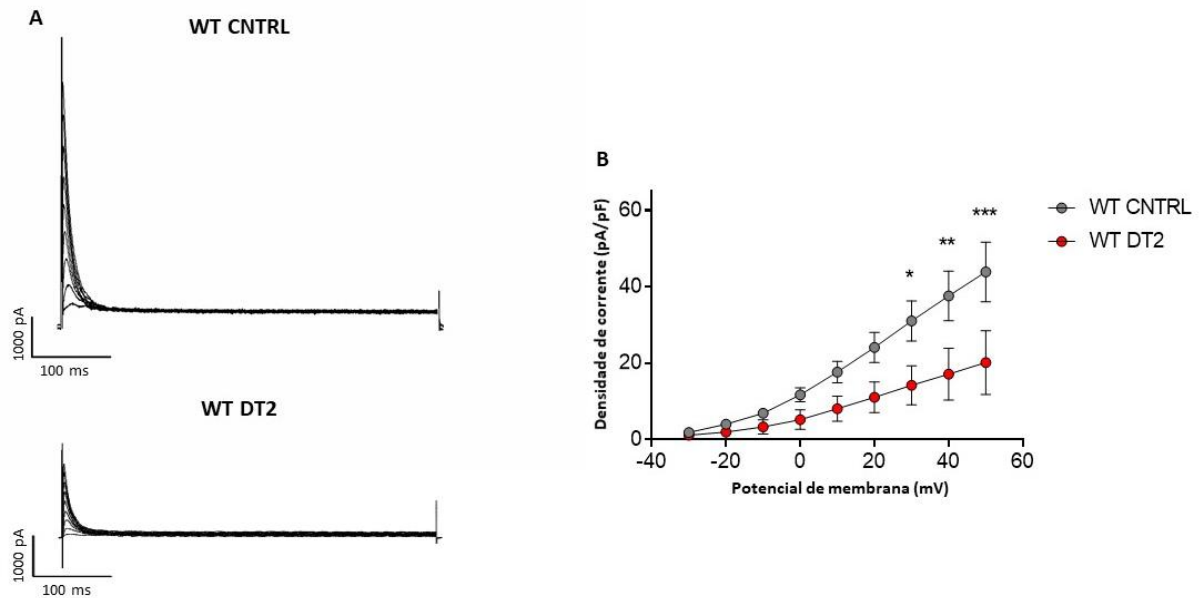 A
WT CNTRL
1000 pA
100 ms
WT DT2
1000 pA
100 ms
B
Densidade de corrente (pA/pF)
60
40
20
0
-40
-20
0
20
40
60
Potencial de membrana (mV)
*
**
***
WT CNTRL
WT DT2